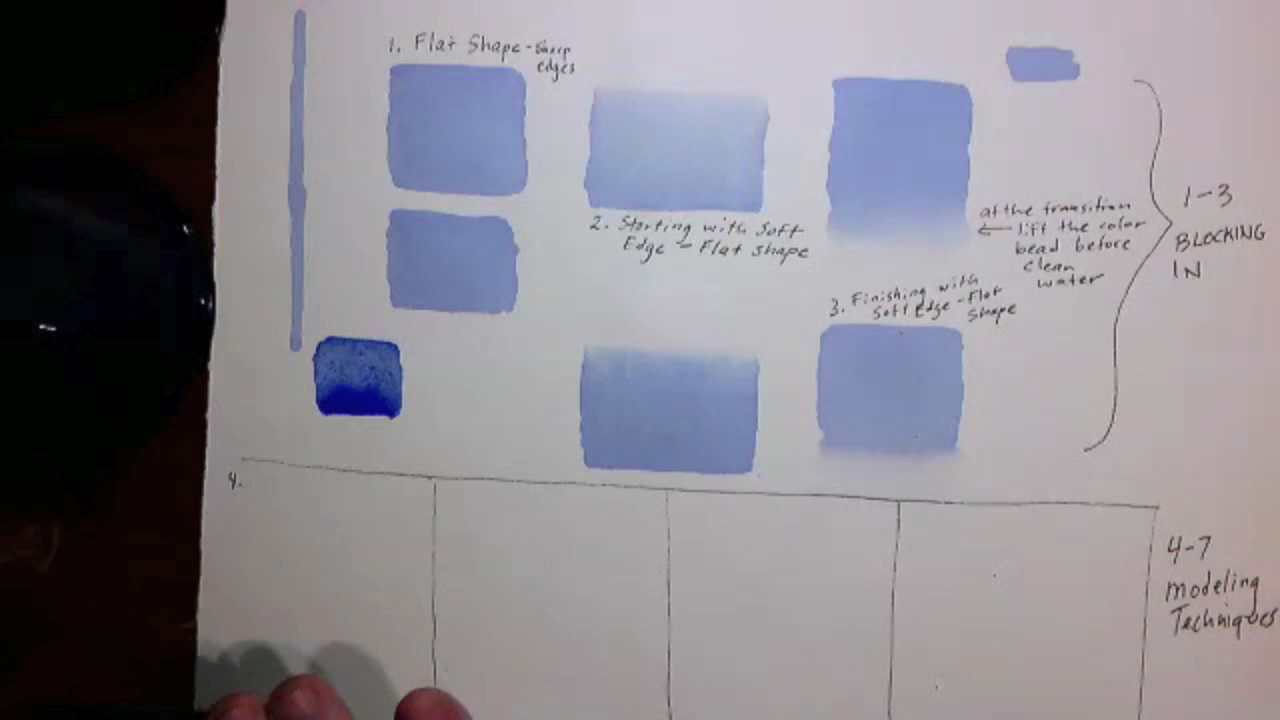 1. Flat Shape - Sharp
edges
2. Starting with Soft
Edge - Flat shape
at the transition
← lift the color
bead before
clean
water
3. Finishing with
Soft Edge - Flat
Shape
1-3
BLOCKING
IN
4.
4-7
modeling
Techniques